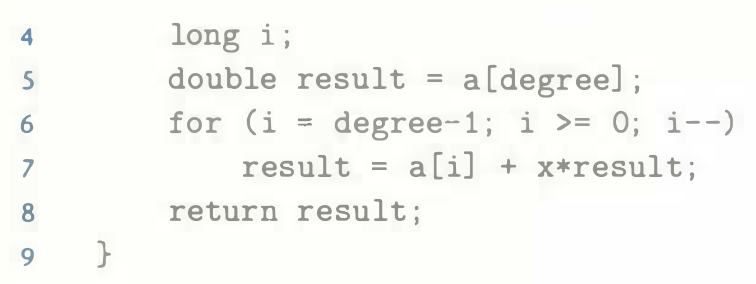 4 long i;
5 double result = a[degree];
6 for (i = degree-1; i >= 0; i--)
7 result = a[i] + x*result;
8 return result;
9 }